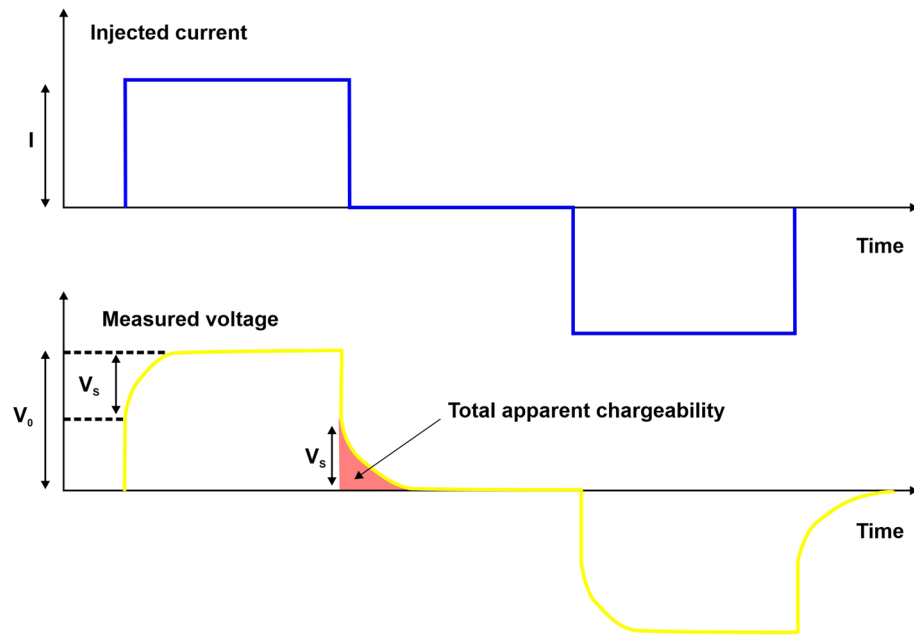 Injected current
I
Time
Measured voltage
Vs
V₀
Total apparent chargeability
Vs
Time